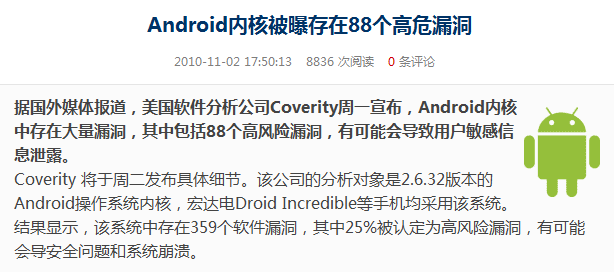 Android内核被曝存在88个高危漏洞
2010-11-02 17:50:13 8836 次阅读 0 条评论
据国外媒体报道，美国软件分析公司Coverity周一宣布，Android内核
中存在大量漏洞，其中包括88个高风险漏洞，有可能会导致用户敏感信
息泄露。
Coverity 将于周二发布具体细节。该公司的分析对象是2.6.32版本的
Android操作系统内核，宏达电Droid Incredible等手机均采用该系统。
结果显示，该系统中存在359个软件漏洞，其中25%被认定为高风险漏洞，有可能
会导安全问题和系统崩溃。